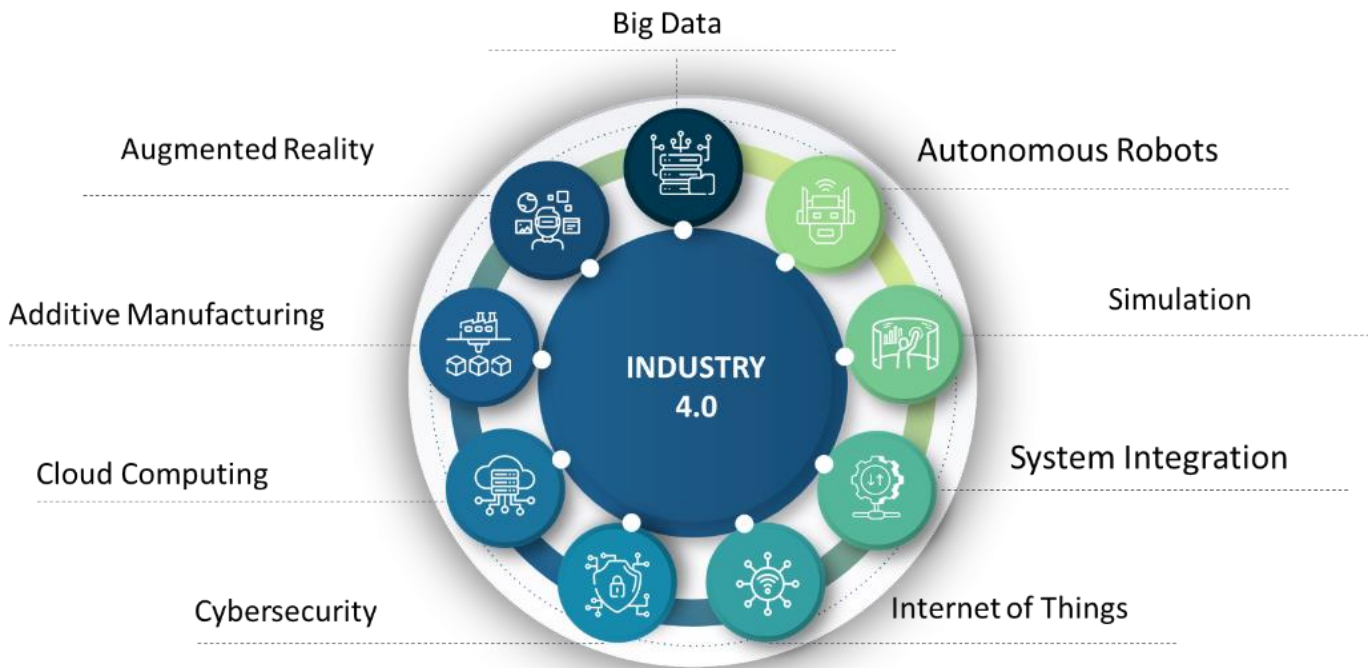 Big Data
Augmented Reality
Autonomous Robots
Additive Manufacturing
Simulation
INDUSTRY
4.0
Cloud Computing
System Integration
Cybersecurity
Internet of Things